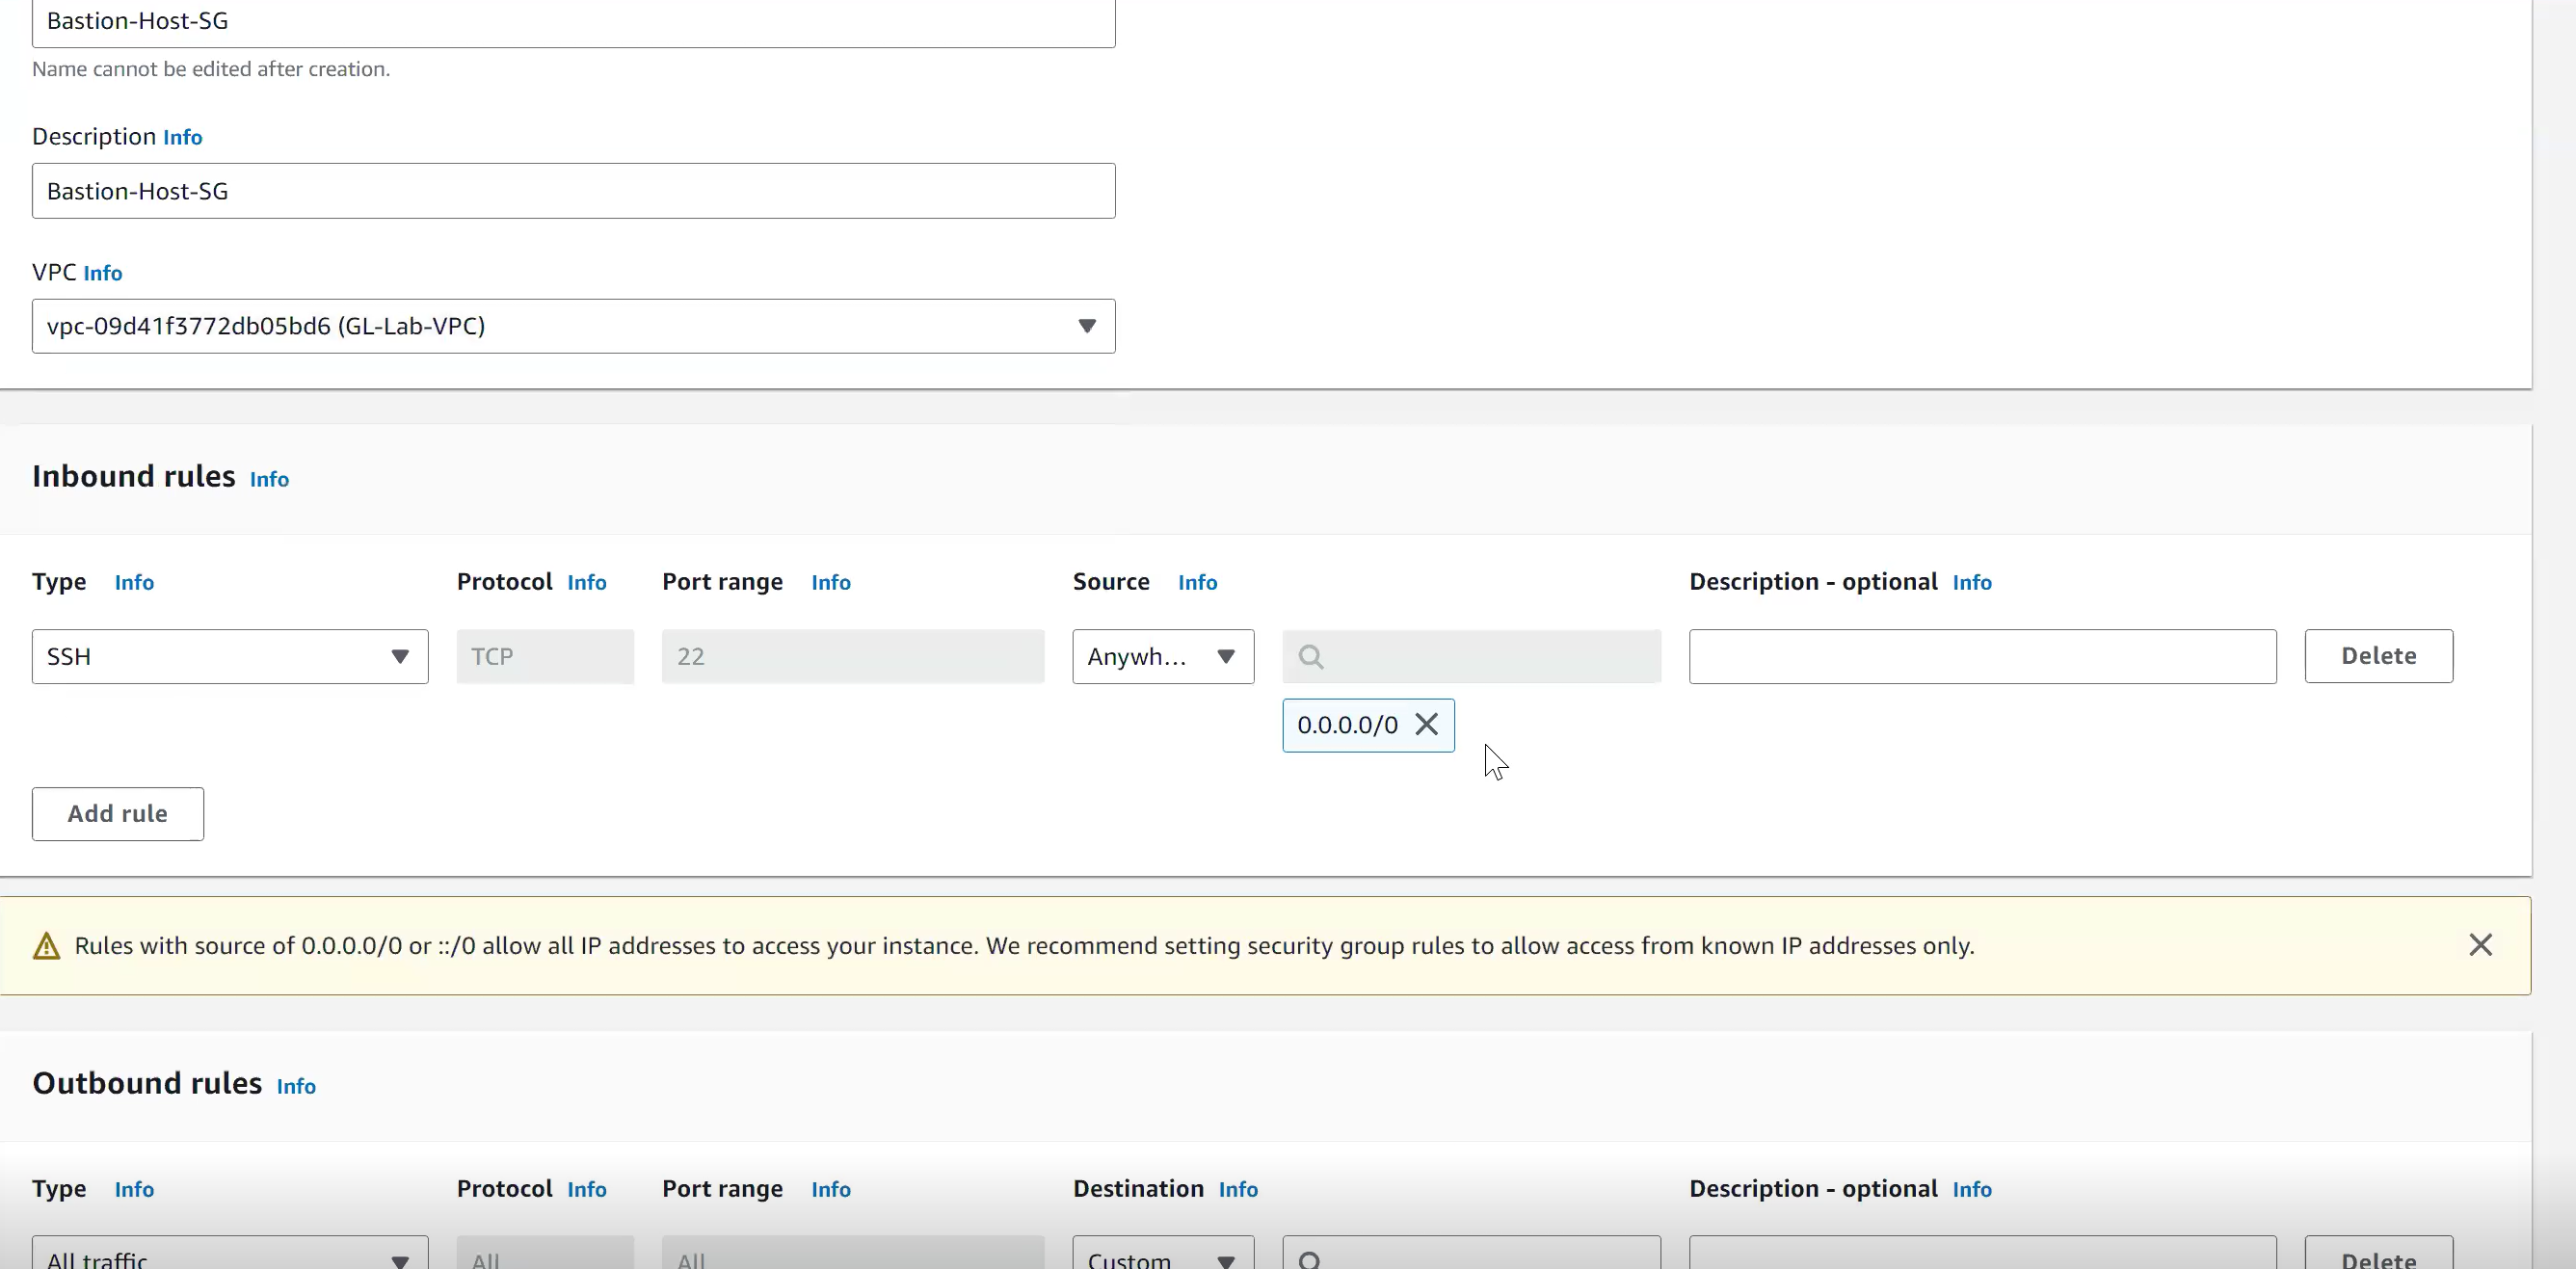 Bastion-Host-SG
Name cannot be edited after creation.
Description Info
Bastion-Host-SG
VPC Info
vpc-09d41f3772db05bd6 (GL-Lab-VPC)
Inbound rules Info
Type Info Protocol Info Port range Info Source Info Description - optional Info
SSH TCP 22 Anywh... Delete
0.0.0.0/0
Add rule
Rules with source of 0.0.0.0/0 or ::/0 allow all IP addresses to access your instance. We recommend setting security group rules to allow access from known IP addresses only.
Outbound rules Info
Type Info Protocol Info Port range Info Destination Info Description - optional Info
All traffic All All Custom Delete